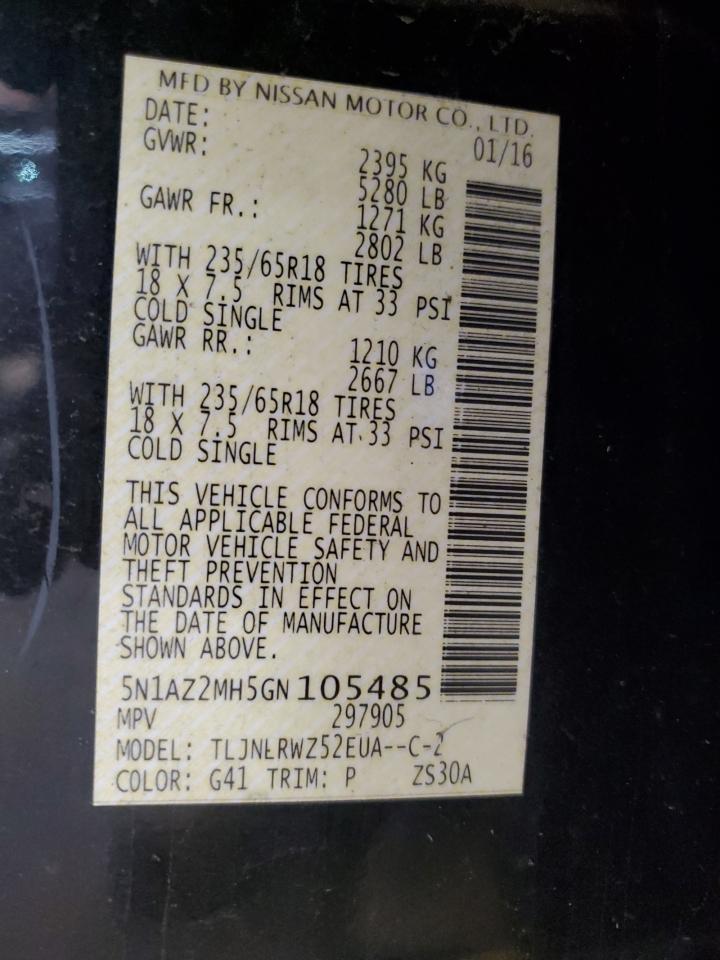 MFD BY NISSAN MOTOR CO., LTD.
DATE: 01/16
GVWR: 2395 KG
5280 LB
GAWR FR.: 1271 KG
2802 LB
WITH 235/65R18 TIRES
18 X 7.5 RIMS AT 33 PSI
COLD SINGLE
GAWR RR.: 1210 KG
2667 LB
WITH 235/65R18 TIRES
18 X 7.5 RIMS AT 33 PSI
COLD SINGLE
THIS VEHICLE CONFORMS TO
ALL APPLICABLE FEDERAL
MOTOR VEHICLE SAFETY AND
THEFT PREVENTION
STANDARDS IN EFFECT ON
THE DATE OF MANUFACTURE
SHOWN ABOVE.
5N1AZ2MH5GN105485
MPV 297905
MODEL: TLJNLRWZ52EUA--C-2
COLOR: G41 TRIM: P ZS30A